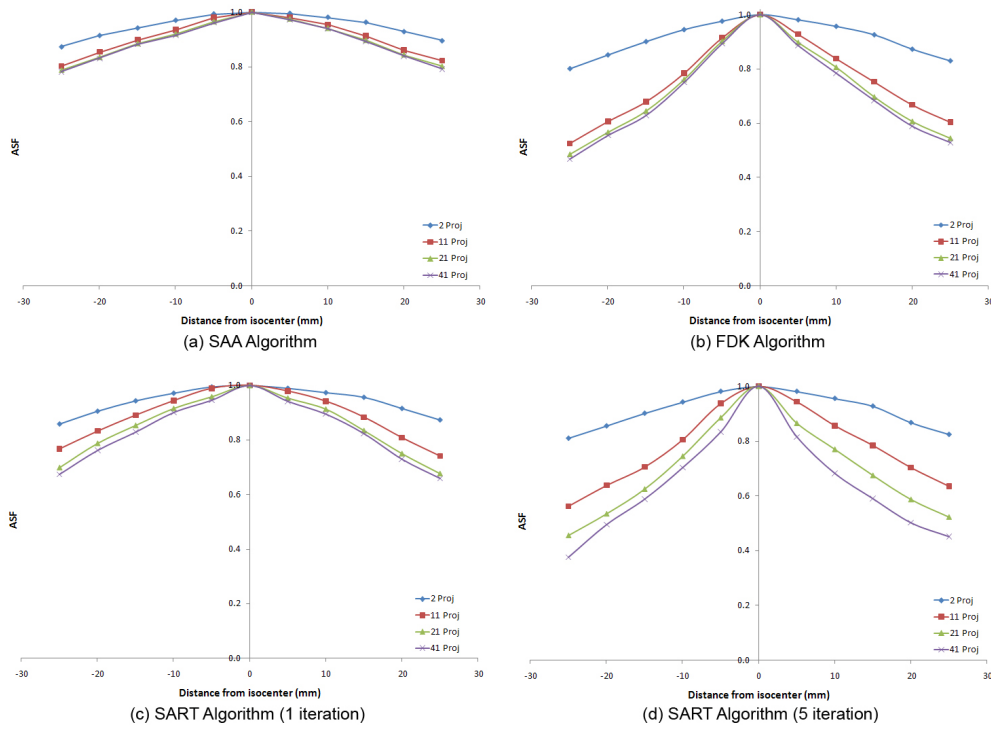 1.0
0.8
0.6
0.4
0.2
0.0
ASF
-30 -20 -10 0 10 20 30
Distance from isocenter (mm)
2 Proj
11 Proj
21 Proj
41 Proj
(a) SAA Algorithm
1.0
0.8
0.6
0.4
0.2
0.0
ASF
-30 -20 -10 0 10 20 30
Distance from isocenter (mm)
2 Proj
11 Proj
21 Proj
41 Proj
(b) FDK Algorithm
1.0
0.8
0.6
0.4
0.2
0.0
ASF
-30 -20 -10 0 10 20 30
Distance from isocenter (mm)
2 Proj
11 Proj
21 Proj
41 Proj
(c) SART Algorithm (1 iteration)
1.0
0.8
0.6
0.4
0.2
0.0
ASF
-30 -20 -10 0 10 20 30
Distance from isocenter (mm)
2 Proj
11 Proj
21 Proj
41 Proj
(d) SART Algorithm (5 iteration)